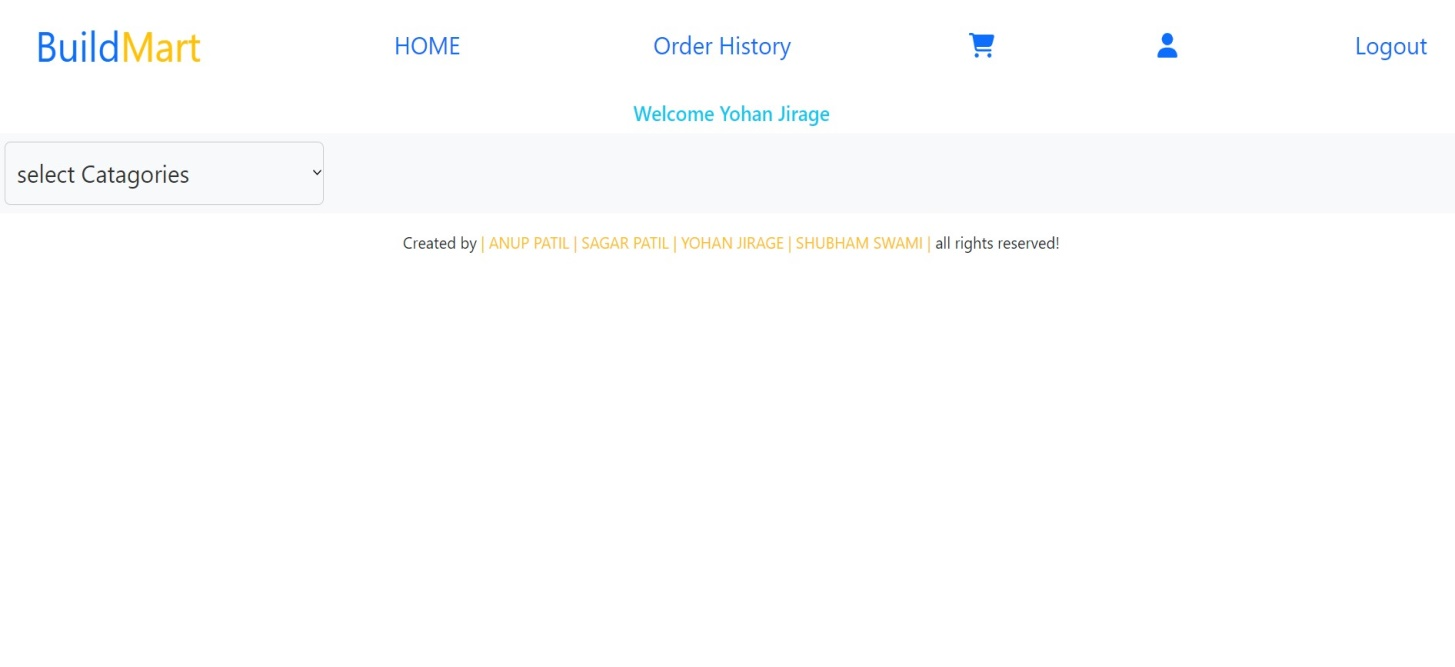 BuildMart HOME Order History Logout
Welcome Yohan Jirage
select Catagories
Created by | ANUP PATIL | SAGAR PATIL | YOHAN JIRAGE | SHUBHAM SWAMI | all rights reserved!